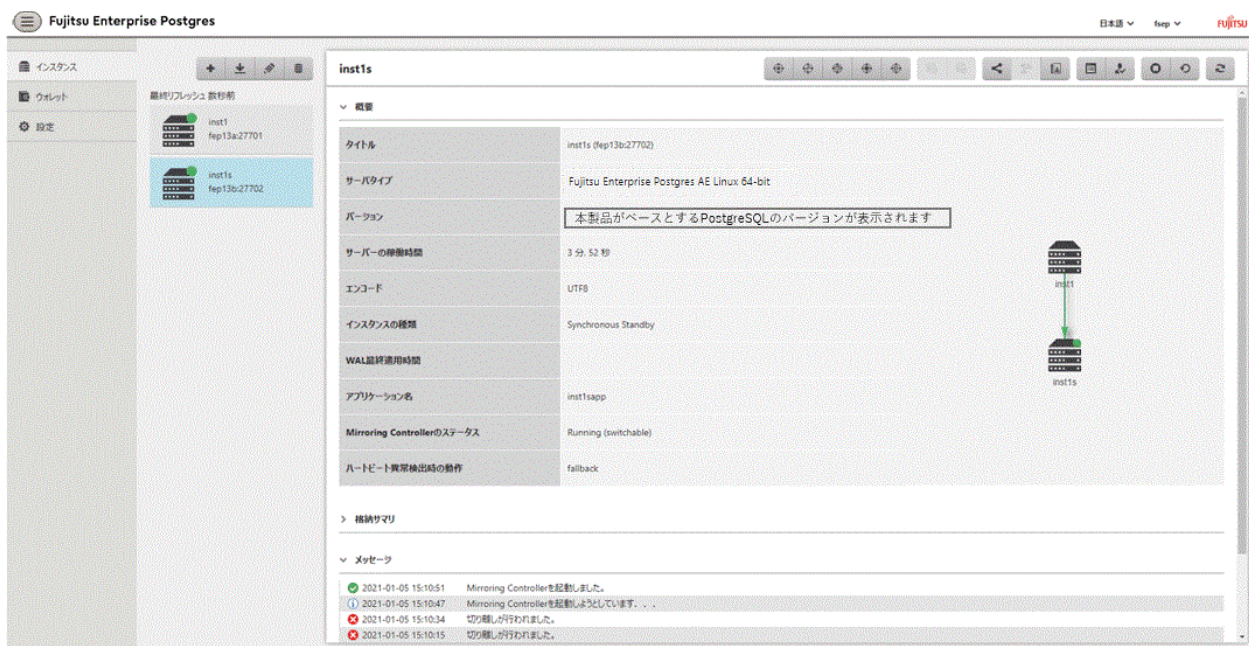 Fujitsu Enterprise Postgres
日本語
fsep
FUJITSU
インスタンス
ウォレット
設定
最終リフレッシュ 数秒前
inst1
fep13a:27701
inst1s
fep13b:27702
inst1s
概要
タイトル inst1s (fep13b:27702)
サーバタイプ Fujitsu Enterprise Postgres AE Linux 64-bit
バージョン 本製品がベースとするPostgreSQLのバージョンが表示されます
サーバーの稼働時間 3 分, 52 秒
エンコード UTF8
インスタンスの種類 Synchronous Standby
WAL最終適用時間
アプリケーション名 inst1sapp
Mirroring Controllerのステータス Running (switchable)
ハートビート異常検出時の動作 fallback
inst1
inst1s
格納サマリ
メッセージ
2021-01-05 15:10:51 Mirroring Controllerを起動しました。
2021-01-05 15:10:47 Mirroring Controllerを起動しようとしています. . .
2021-01-05 15:10:34 切り離しが行われました。
2021-01-05 15:10:15 切り離しが行われました。